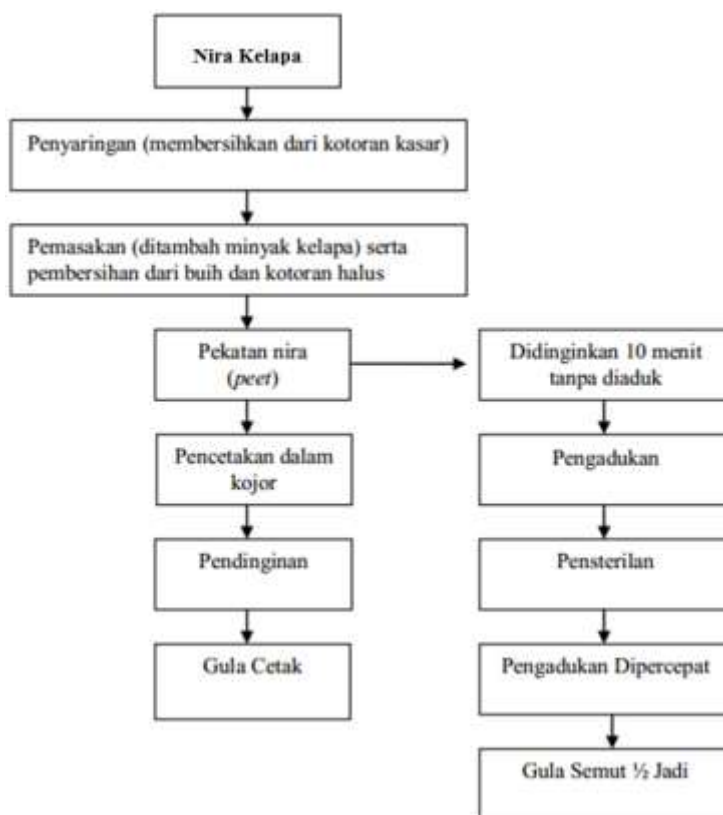 Nira Kelapa
Penyaringan (membersihkan dari kotoran kasar)
Pemasakan (ditambah minyak kelapa) serta
pembersihan dari buih dan kotoran halus
Pekatan nira
(peet)
Pencetakan dalam
kojor
Pendinginan
Gula Cetak
Didinginkan 10 menit
tanpa diaduk
Pengadukan
Pensterilan
Pengadukan Dipercepat
Gula Semut ½ Jadi